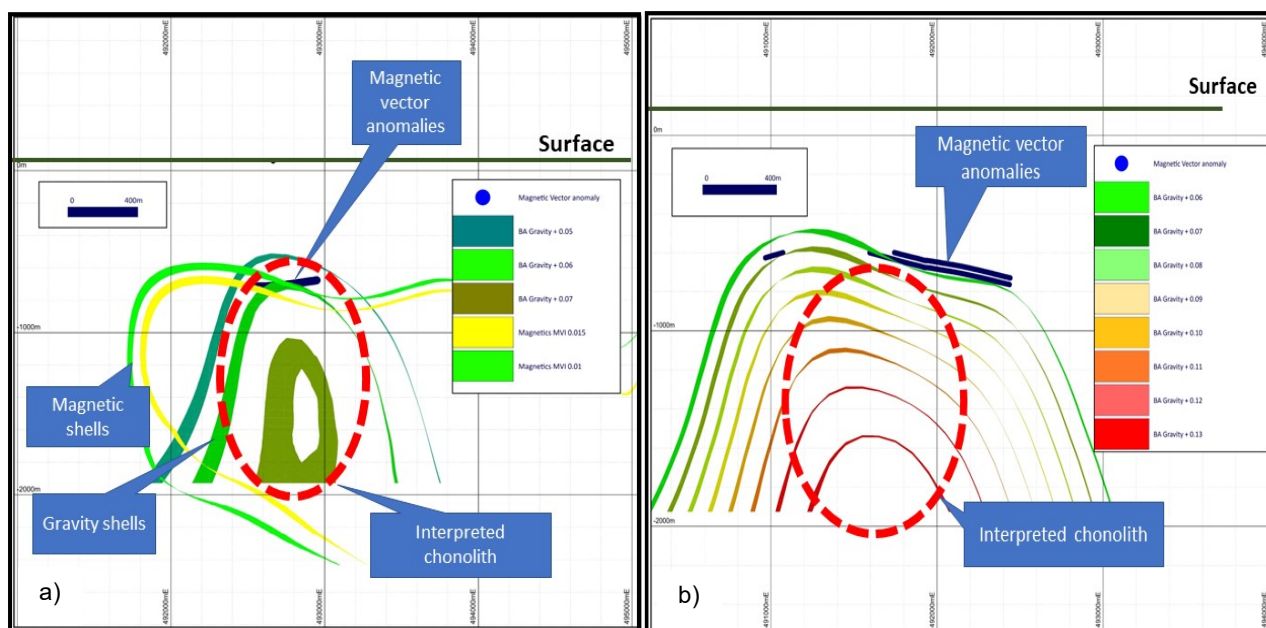 492000mE
493000mE
494000mE
495000mE
Magnetic
vector
anomalies
Surface
0m
0
400m
Magnetic Vector anomaly
BA Gravity + 0.05
BA Gravity + 0.06
BA Gravity + 0.07
Magnetics MVI 0.015
Magnetics MVI 0.01
-1000m
Magnetic
shells
-2000m
Gravity shells
Interpreted
chonolith
a)
492000mE
493000mE
494000mE
495000mE
491000mE
492000mE
493000mE
494000mE
Surface
0m
Magnetic vector
anomalies
0
400m
Magnetic Vector anomaly
BA Gravity + 0.06
BA Gravity + 0.07
BA Gravity + 0.08
BA Gravity + 0.09
BA Gravity + 0.10
BA Gravity + 0.11
BA Gravity + 0.12
BA Gravity + 0.13
-1000m
-2000m
Interpreted chonolith
b)
491000mE
492000mE
493000mE
494000mE